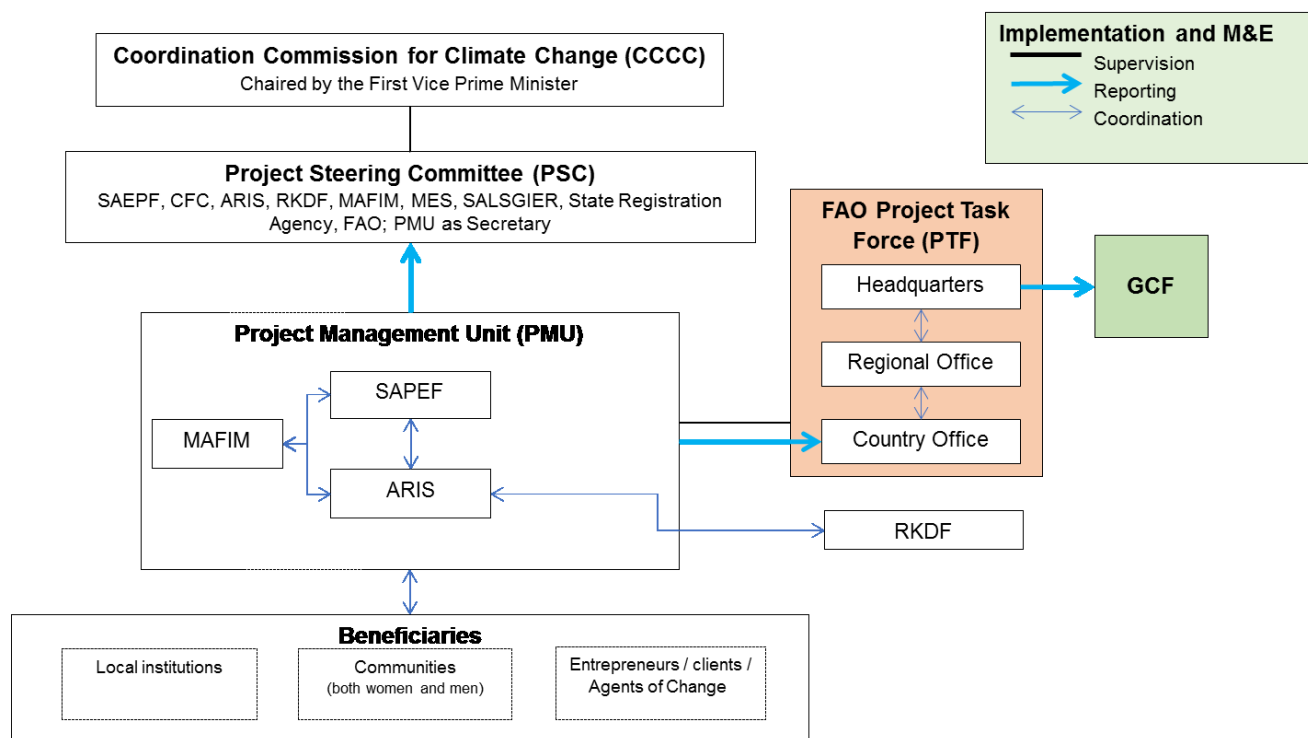 Coordination Commission for Climate Change (CCCC)
Chaired by the First Vice Prime Minister
Implementation and M&E
Supervision
Reporting
Coordination
Project Steering Committee (PSC)
SAEPF, CFC, ARIS, RKDF, MAFIM, MES, SALSGIER, State Registration
Agency, FAO; PMU as Secretary
FAO Project Task
Force (PTF)
Headquarters
Regional Office
Country Office
GCF
Project Management Unit (PMU)
SAPEF
MAFIM
ARIS
RKDF
Beneficiaries
Local institutions
Communities
(both women and men)
Entrepreneurs / clients /
Agents of Change